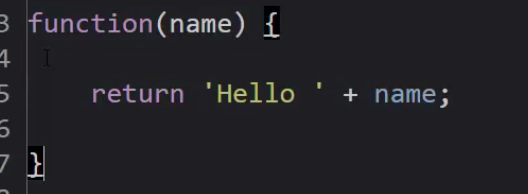 3 function(name) {
4
5 return 'Hello ' + name;
6
7 }